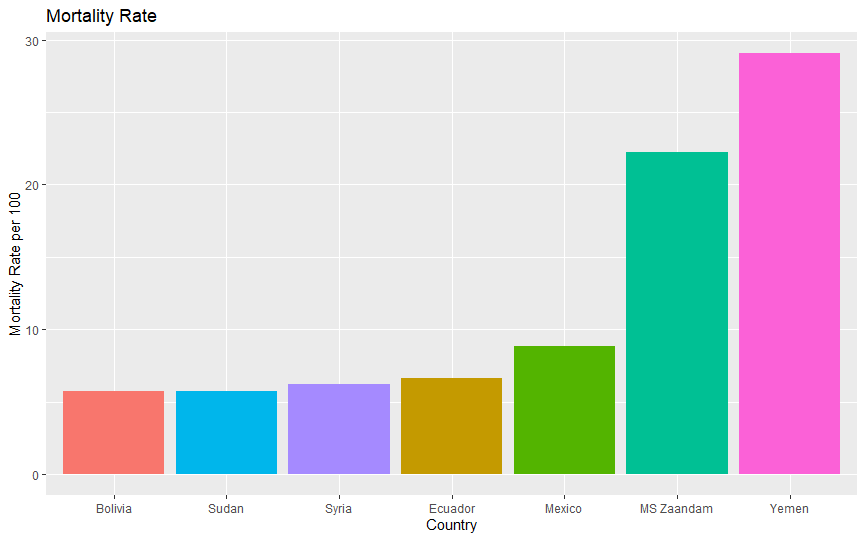 Mortality Rate
30
20
10
0
Mortality Rate per 100
Bolivia Sudan Syria Ecuador Mexico MS Zaandam Yemen
Country